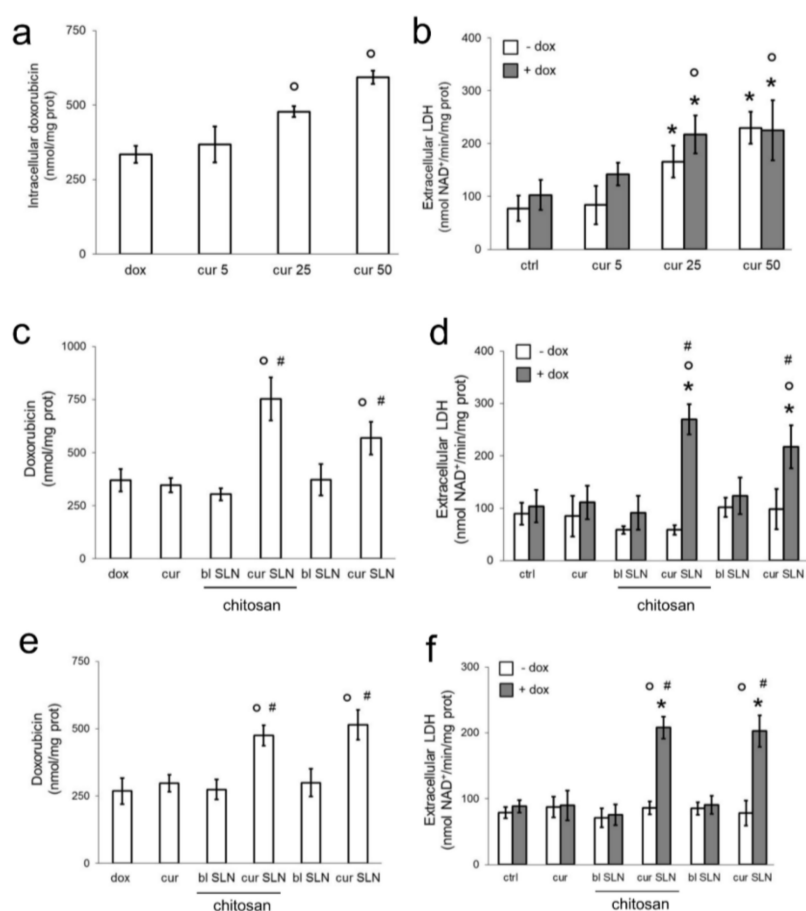 a
Intracellular doxorubicin
(nmol/mg prot)
750
500
250
0
dox cur 5 cur 25 cur 50
b
Extracellular LDH
(nmol NAD⁺/min/mg prot)
400
300
200
100
0
- dox
+ dox
ctrl cur 5 cur 25 cur 50
* * * *
c
Doxorubicin
(nmol/mg prot)
1000
750
500
250
0
# #
dox cur bl SLN cur SLN bl SLN cur SLN
chitosan
d
Extracellular LDH
(nmol NAD⁺/min/mg prot)
400
300
200
100
0
- dox
+ dox
# #
* *
ctrl cur bl SLN cur SLN bl SLN cur SLN
chitosan
e
Doxorubicin
(nmol/mg prot)
750
500
250
0
# #
dox cur bl SLN cur SLN bl SLN cur SLN
chitosan
f
Extracellular LDH
(nmol NAD⁺/min/mg prot)
300
200
100
0
- dox
+ dox
# #
* *
ctrl cur bl SLN cur SLN bl SLN cur SLN
chitosan